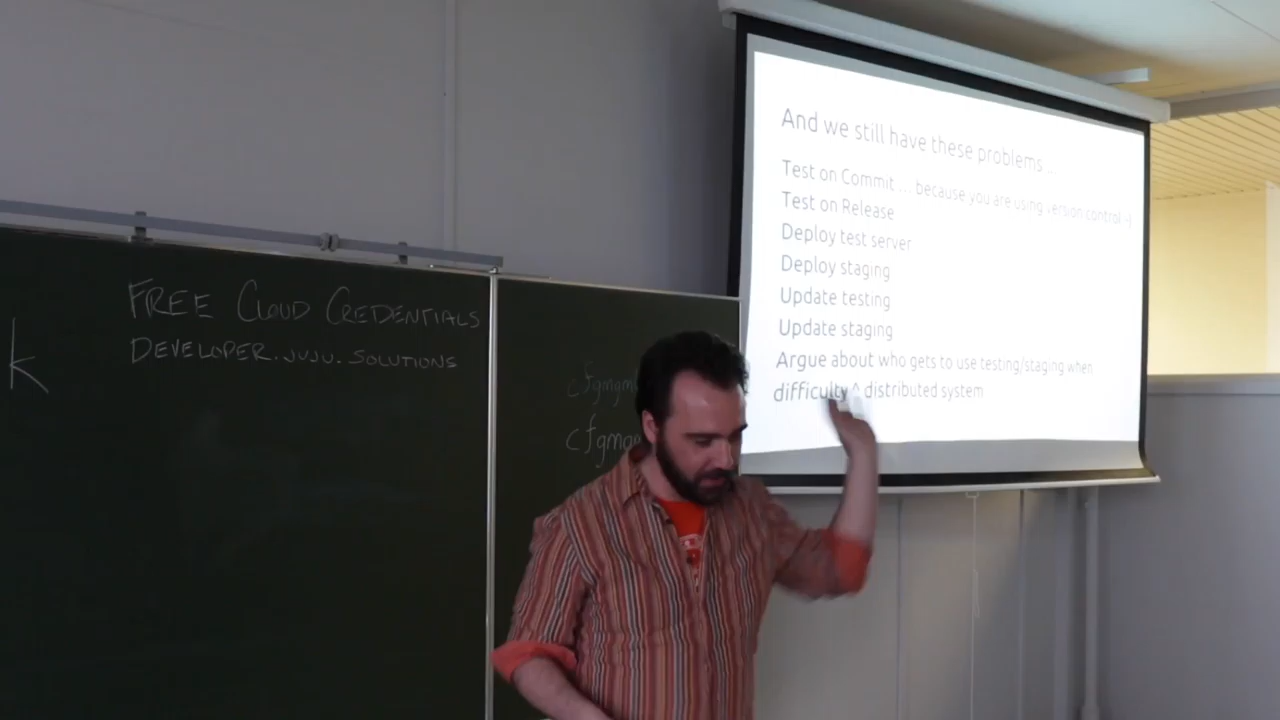 And we still have these problems ...
Test on Commit ... because you are using version control :-)
Test on Release
Deploy test server
Deploy staging
Update testing
Update staging
Argue about who gets to use testing/staging when
difficulty ^ distributed system
FREE CLOUD CREDENTIALS
DEVELOPER.JUJU.SOLUTIONS
k
cfgmgm
cfgmg